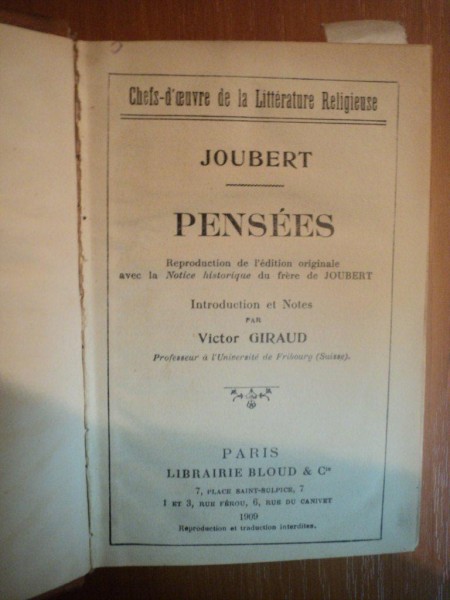 Chefs-d'œuvre de la Littérature Religieuse
JOUBERT
PENSÉES
Reproduction de l'édition originale
avec la Notice historique du frère de JOUBERT
Introduction et Notes
PAR
Victor GIRAUD
Professeur à l'Université de Fribourg (Suisse).
PARIS
LIBRAIRIE BLOUD & Cie
7, PLACE SAINT-SULPICE, 7
1 ET 3, RUE FÉROU, 6, RUE DU CANIVET
1909
Reproduction et traduction interdites.